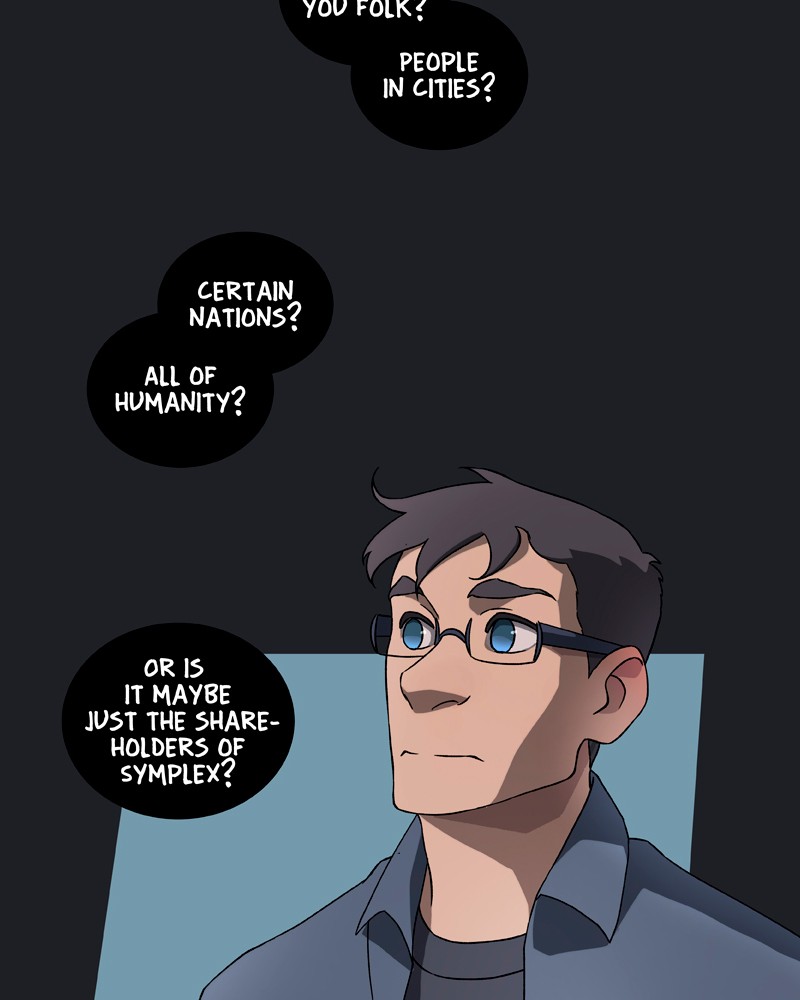 YOU FOLK?
PEOPLE
IN CITIES?
CERTAIN
NATIONS?
ALL OF
HUMANITY?
OR IS
IT MAYBE
JUST THE SHARE-
HOLDERS OF
SYMPLEX?